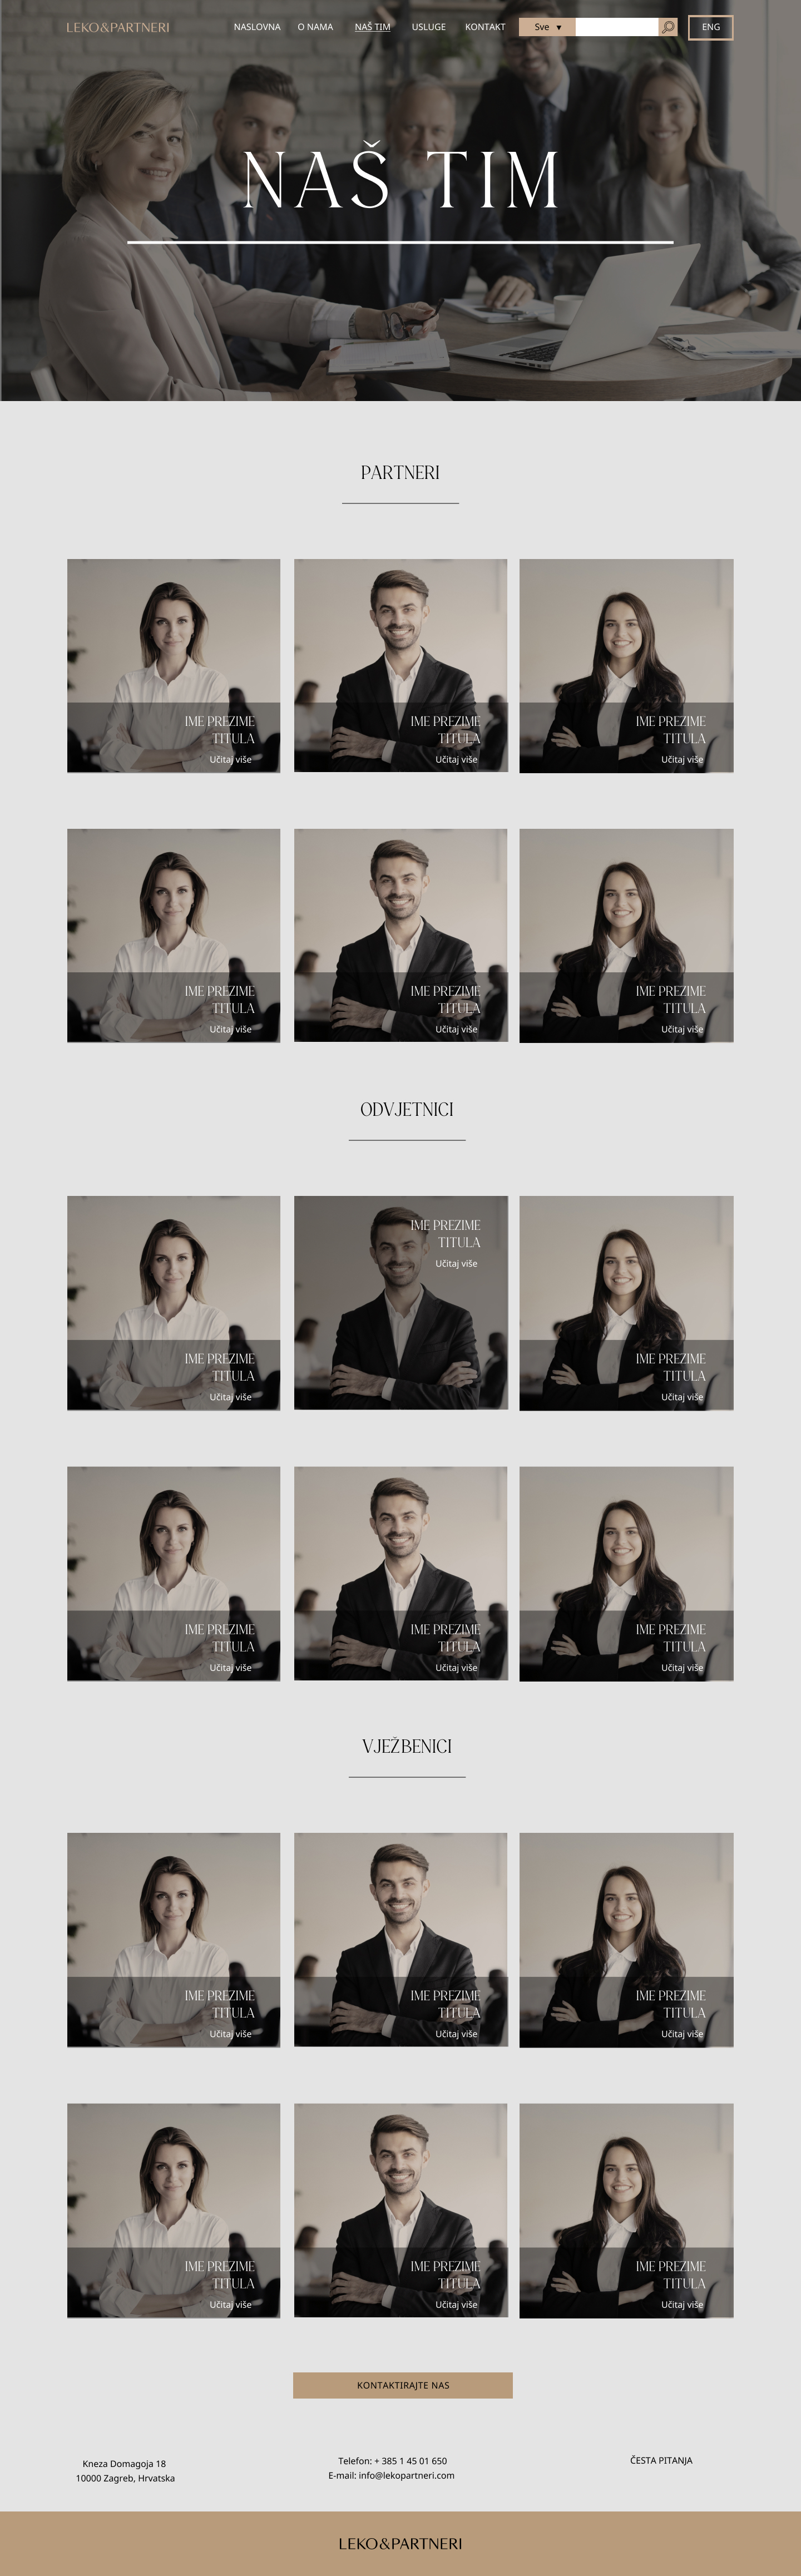 LEKO&PARTNERI
NASLOVNA O NAMA NAŠ TIM USLUGE KONTAKT Sve ▼ ENG
NAŠ TIM
PARTNERI
IME PREZIME IME PREZIME IME PREZIME
TITULA TITULA TITULA
Učitaj više Učitaj više Učitaj više
IME PREZIME IME PREZIME IME PREZIME
TITULA TITULA TITULA
Učitaj više Učitaj više Učitaj više
ODVJETNICI
IME PREZIME
TITULA
Učitaj više
IME PREZIME IME PREZIME
TITULA TITULA
Učitaj više Učitaj više
IME PREZIME IME PREZIME IME PREZIME
TITULA TITULA TITULA
Učitaj više Učitaj više Učitaj više
VJEŽBENICI
IME PREZIME IME PREZIME IME PREZIME
TITULA TITULA TITULA
Učitaj više Učitaj više Učitaj više
IME PREZIME IME PREZIME IME PREZIME
TITULA TITULA TITULA
Učitaj više Učitaj više Učitaj više
KONTAKTIRAJTE NAS
Kneza Domagoja 18
10000 Zagreb, Hrvatska
Telefon: + 385 1 45 01 650
E-mail: info@lekopartneri.com
ČESTA PITANJA
LEKO&PARTNERI